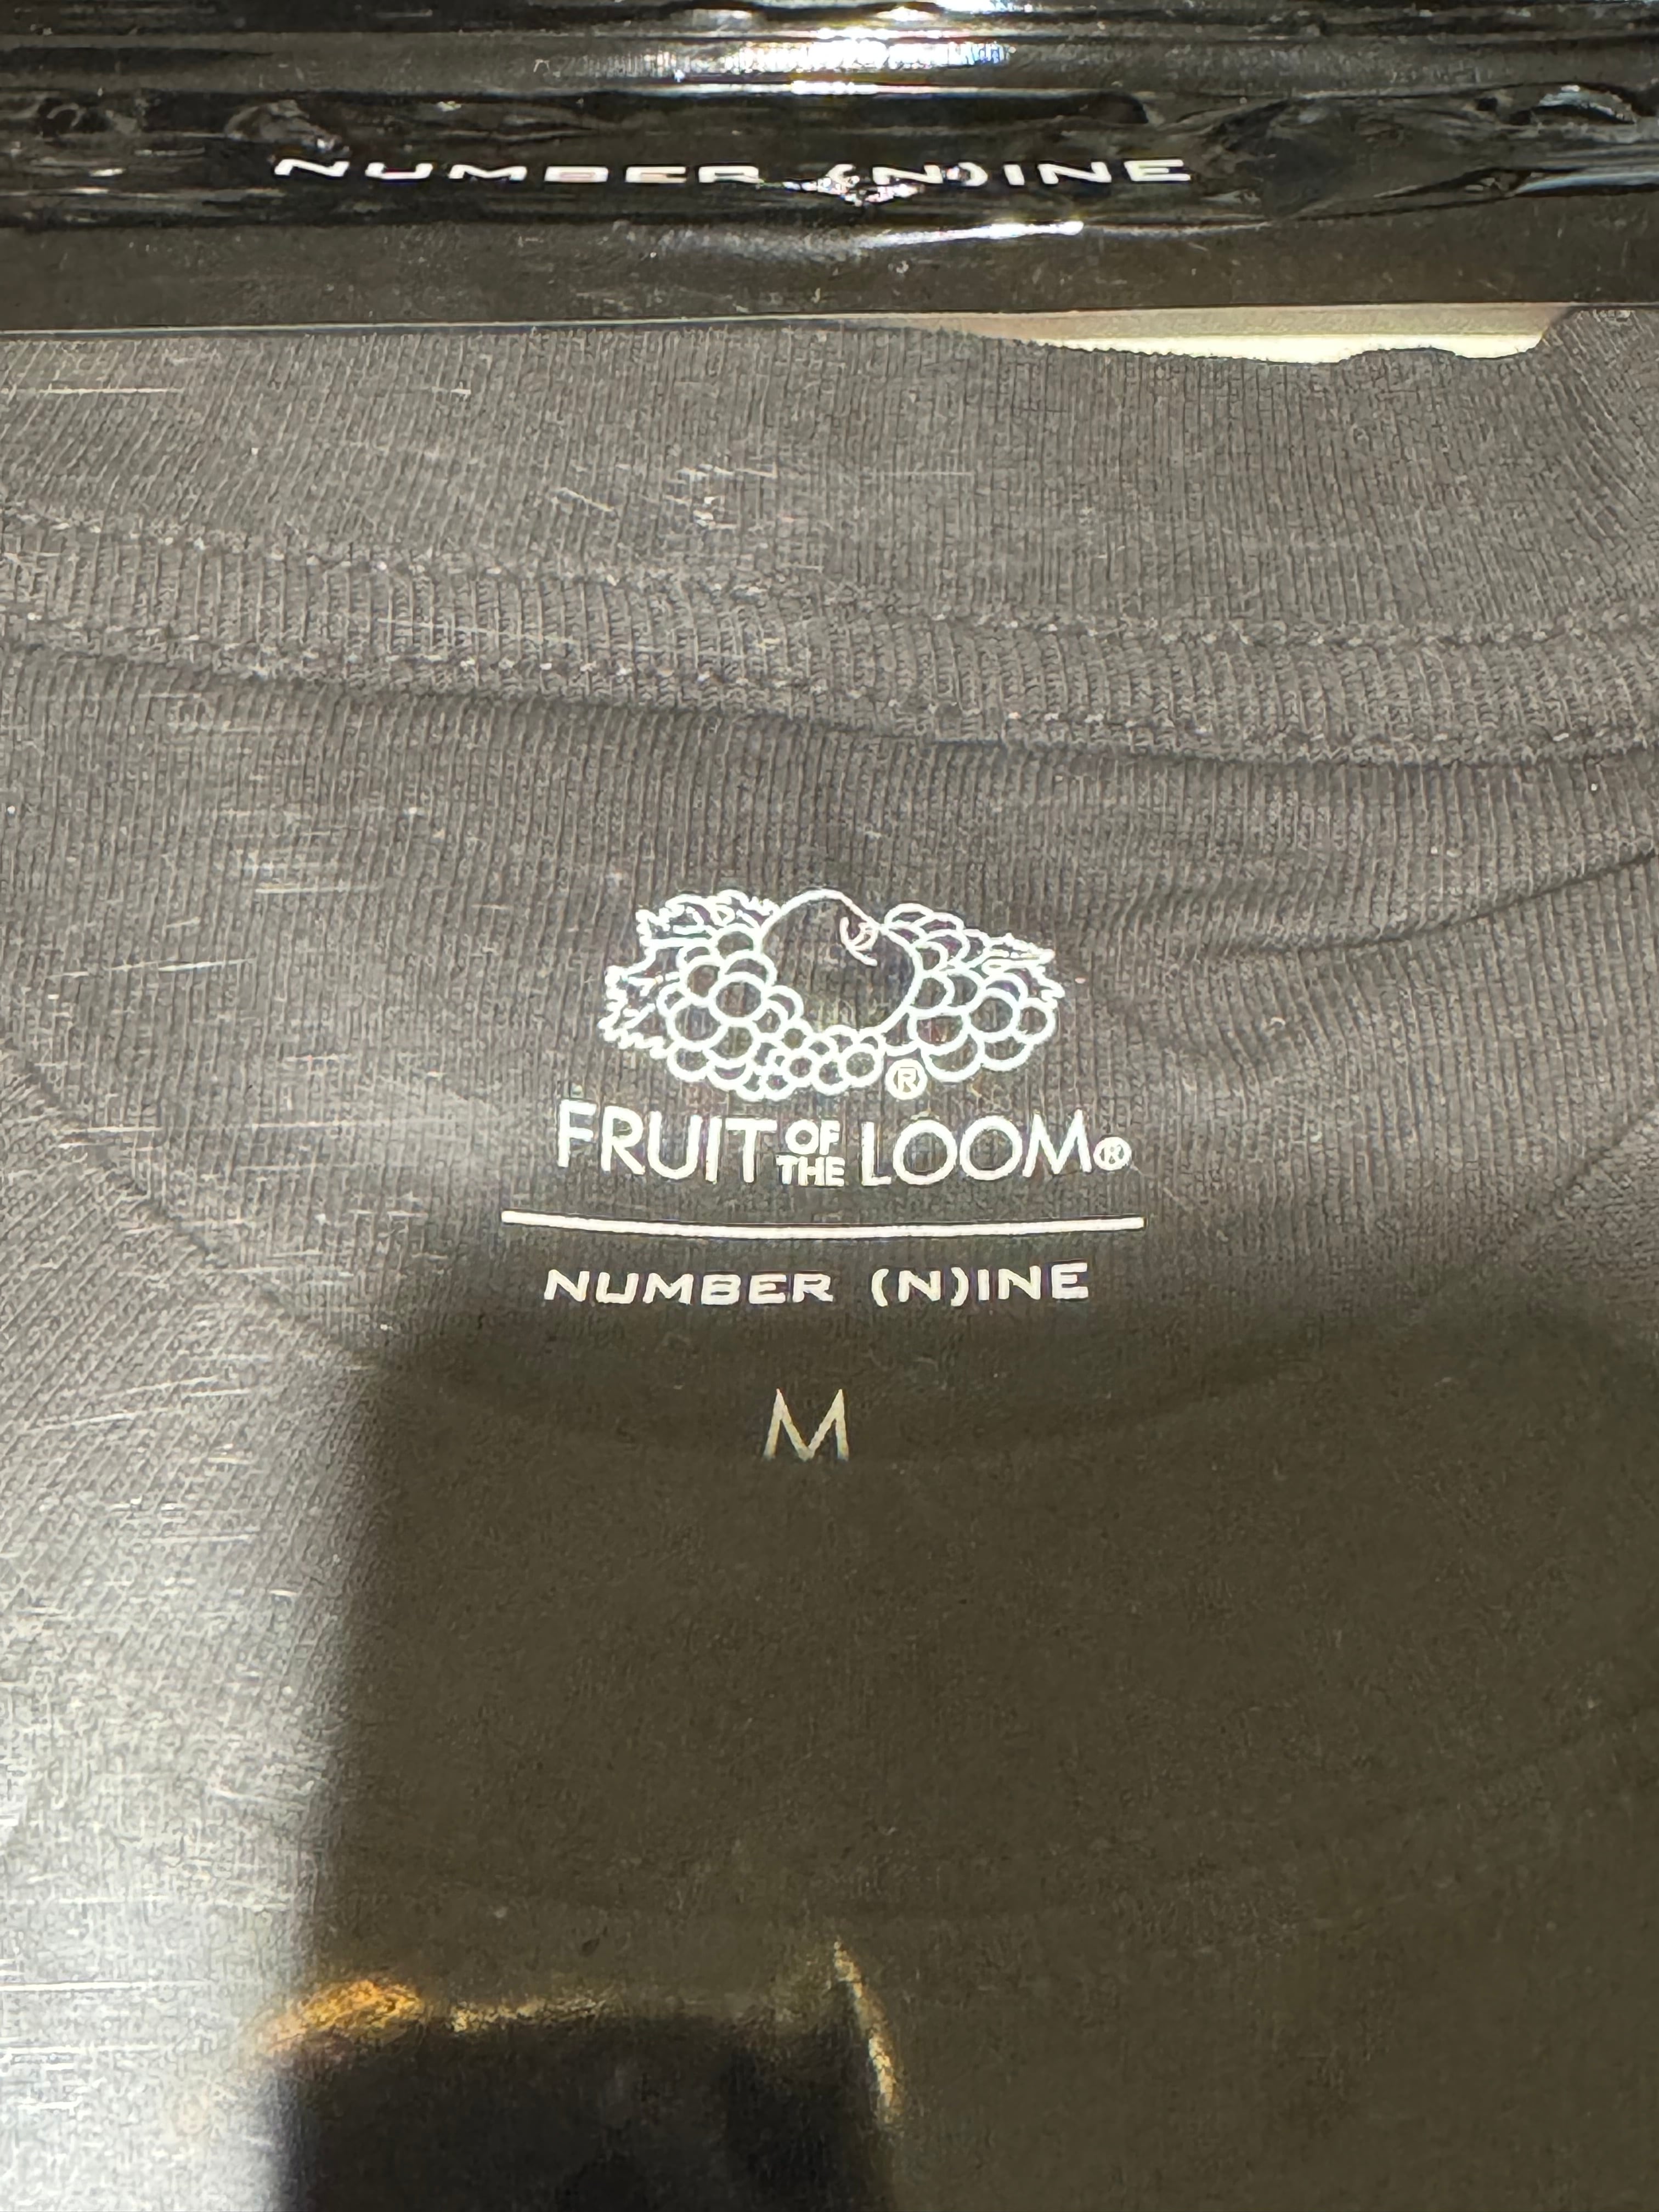 NUMBER (N)INE
®
FRUIT OF THE LOOM®
NUMBER (N)INE
M